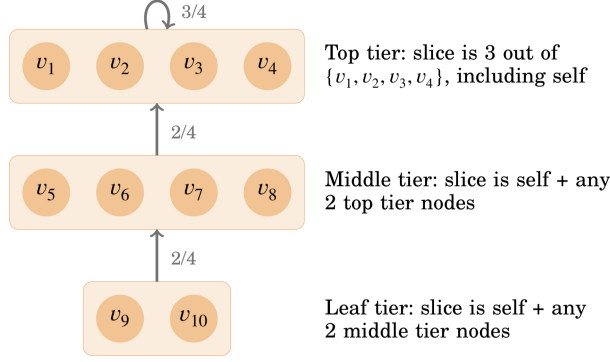 3/4
v1 v2 v3 v4
Top tier: slice is 3 out of
{v1, v2, v3, v4}, including self
2/4
v5 v6 v7 v8
Middle tier: slice is self + any
2 top tier nodes
2/4
v9 v10
Leaf tier: slice is self + any
2 middle tier nodes